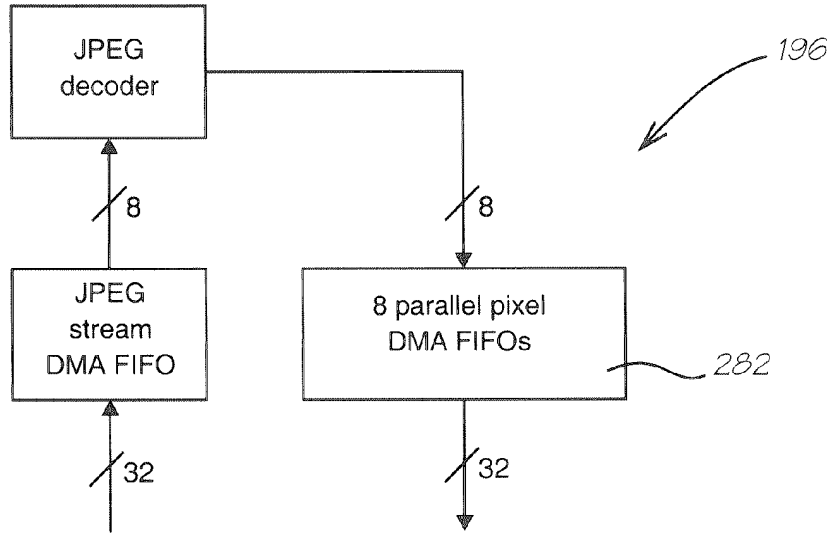 JPEG
decoder
196
8
8
JPEG
stream
DMA FIFO
8 parallel pixel
DMA FIFOs
282
32
32